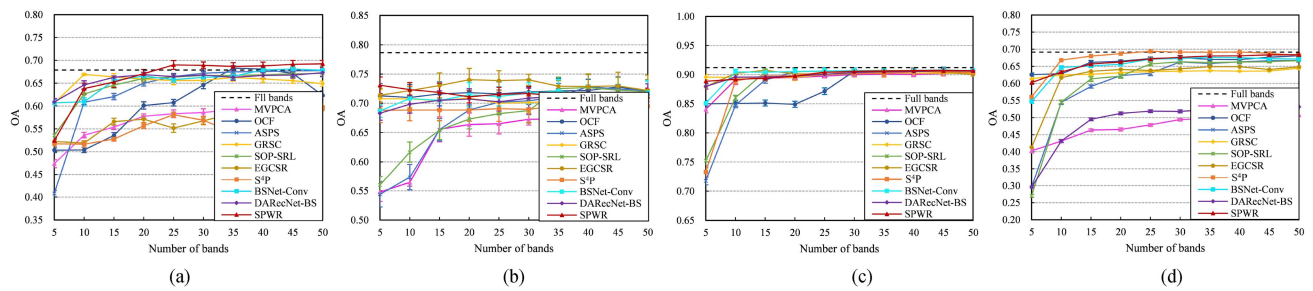 0.70
0.65
0.60
0.55
0.50
0.45
0.40
0.35
OA
5 10 15 20 25 30 35 40 45 50
Number of bands
Fll bands
MVPCA
OCF
ASPS
GRSC
SOP-SRL
EGCSR
S⁴P
BSNet-Conv
DARecNet-BS
SPWR
(a)
0.85
0.80
0.75
0.70
0.65
0.60
0.55
0.50
OA
5 10 15 20 25 30 35 40 45 50
Number of bands
Full bands
MVPCA
OCF
ASPS
GRSC
SOP-SRL
EGCSR
S⁴P
BSNet-Conv
DARecNet-BS
SPWR
(b)
1.00
0.95
0.90
0.85
0.80
0.75
0.70
0.65
OA
5 10 15 20 25 30 35 40 45 50
Number of bands
Full bands
MVPCA
OCF
ASPS
GRSC
SOP-SRL
EGCSR
S⁴P
BSNet-Conv
DARecNet-BS
SPWR
(c)
0.80
0.75
0.70
0.65
0.60
0.55
0.50
0.45
0.40
0.35
0.30
0.25
0.20
OA
5 10 15 20 25 30 35 40 45 50
Number of bands
Full bands
MVPCA
OCF
ASPS
GRSC
SOP-SRL
EGCSR
S⁴P
BSNet-Conv
DARecNet-BS
SPWR
(d)